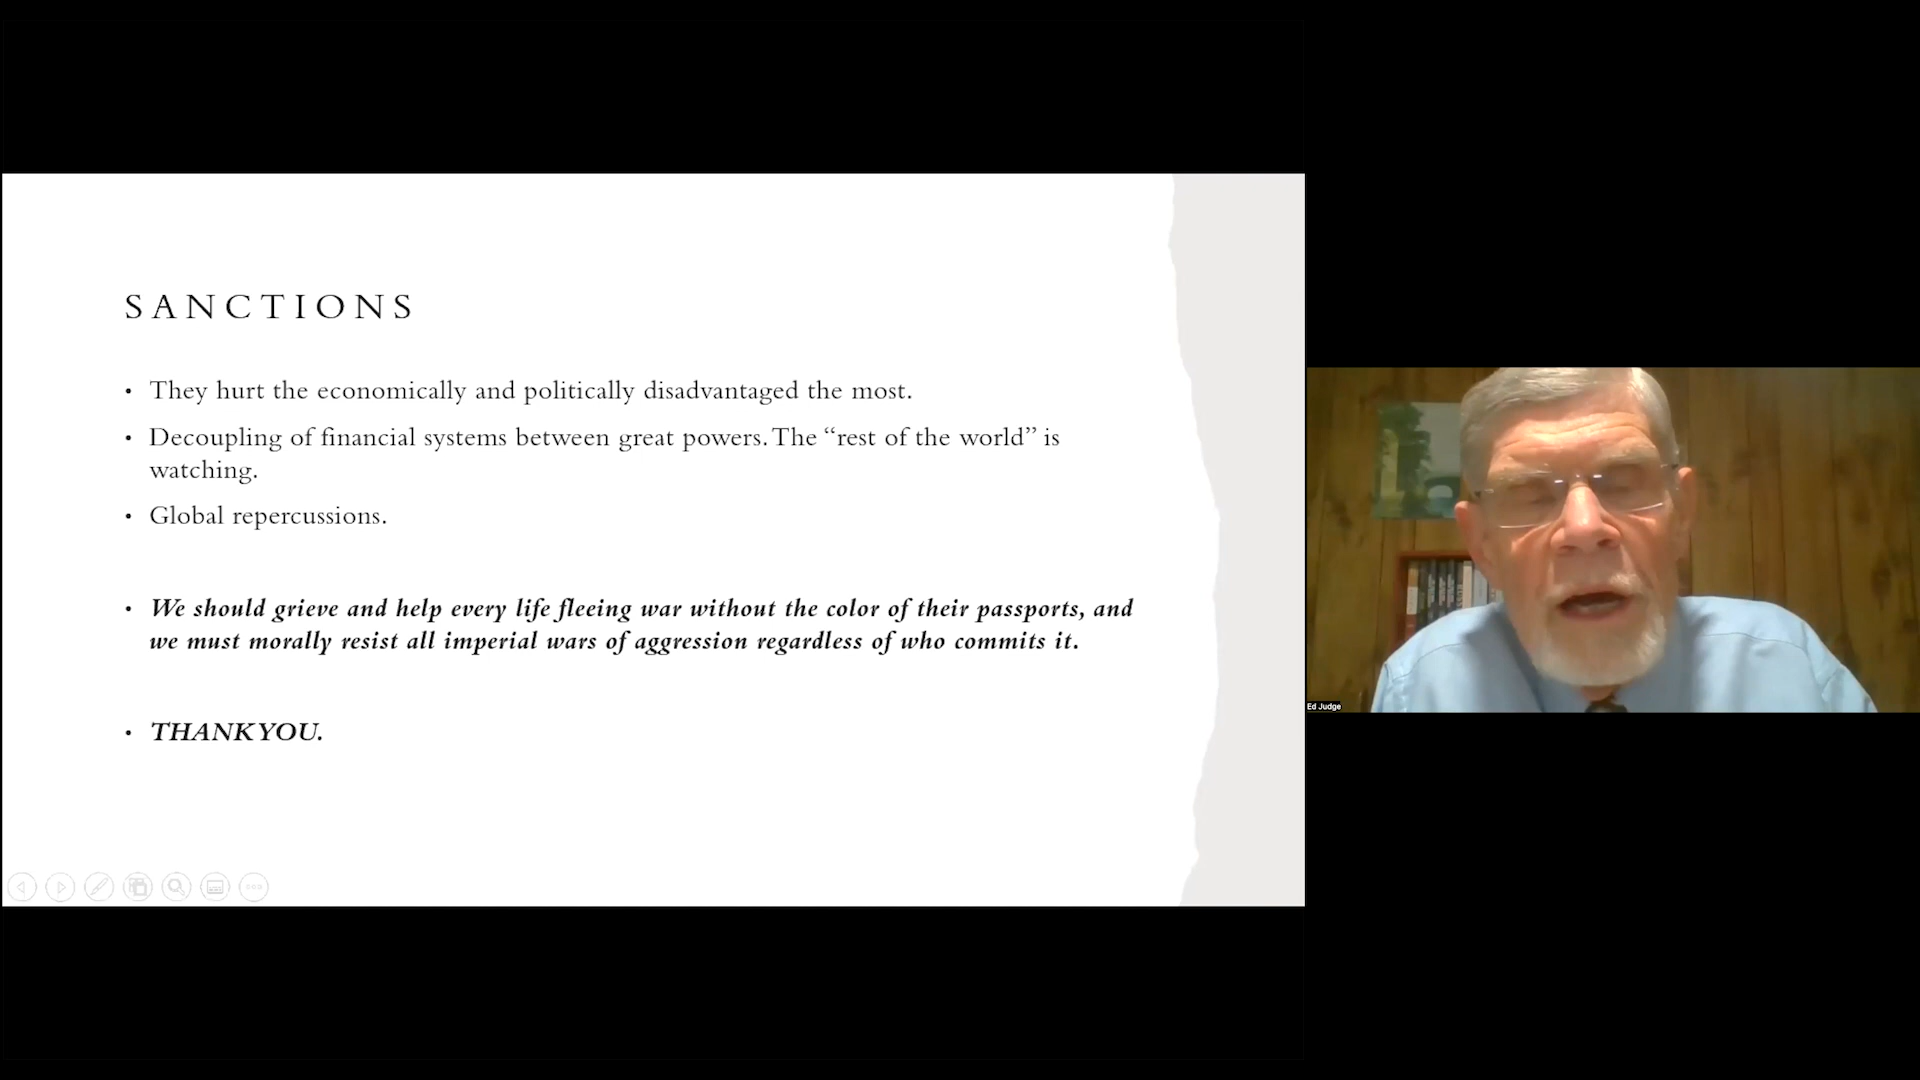 SANCTIONS
• They hurt the economically and politically disadvantaged the most.
• Decoupling of financial systems between great powers. The “rest of the world” is
watching.
• Global repercussions.
• We should grieve and help every life fleeing war without the color of their passports, and
we must morally resist all imperial wars of aggression regardless of who commits it.
• THANK YOU.
Ed Judge